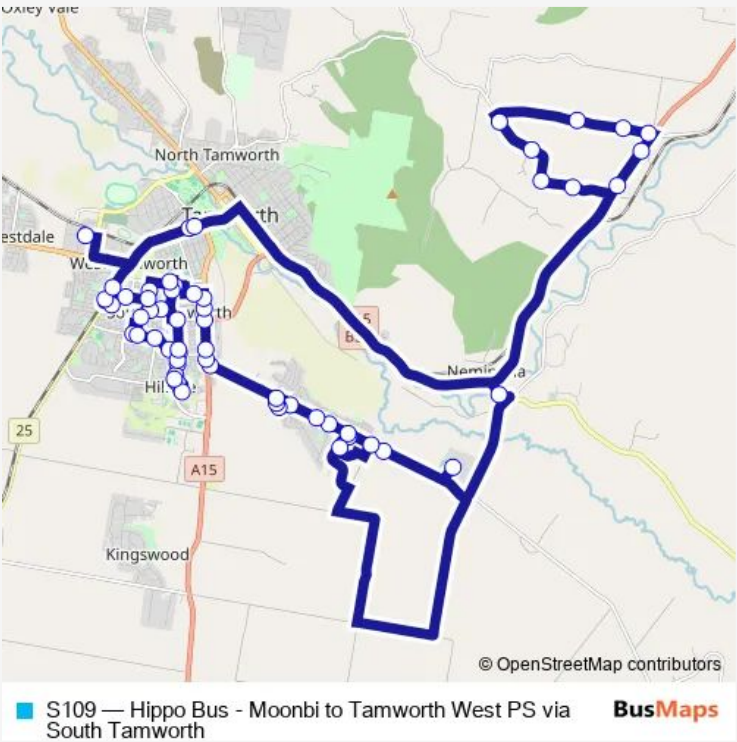 Oxley Vale
North Tamworth
estdale
25
A15
Kingswood
© OpenStreetMap contributors
S109 — Hippo Bus - Moonbi to Tamworth West PS via
South Tamworth
BusMaps